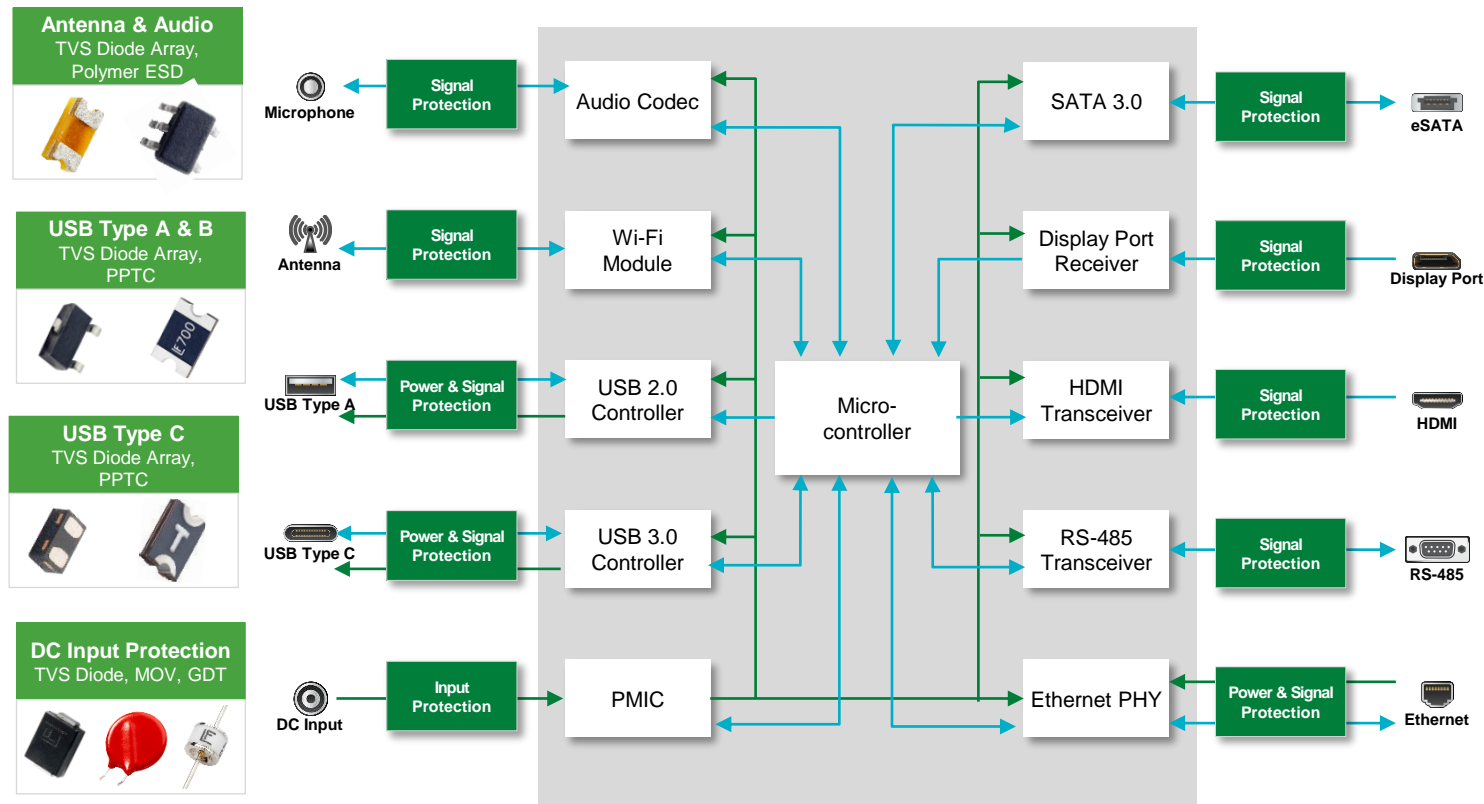 Antenna & Audio
TVS Diode Array,
Polymer ESD
USB Type A & B
TVS Diode Array,
PPTC
LF700
USB Type C
TVS Diode Array,
PPTC
T
DC Input Protection
TVS Diode, MOV, GDT
LF
Microphone
Signal
Protection
Audio Codec
Antenna
Signal
Protection
Wi-Fi
Module
USB Type A
Power & Signal
Protection
USB 2.0
Controller
USB Type C
Power & Signal
Protection
USB 3.0
Controller
DC Input
Input
Protection
PMIC
Micro-
controller
SATA 3.0
Signal
Protection
eSATA
Display Port
Receiver
Signal
Protection
Display Port
HDMI
Transceiver
Signal
Protection
HDMI
RS-485
Transceiver
Signal
Protection
RS-485
Ethernet PHY
Power & Signal
Protection
Ethernet